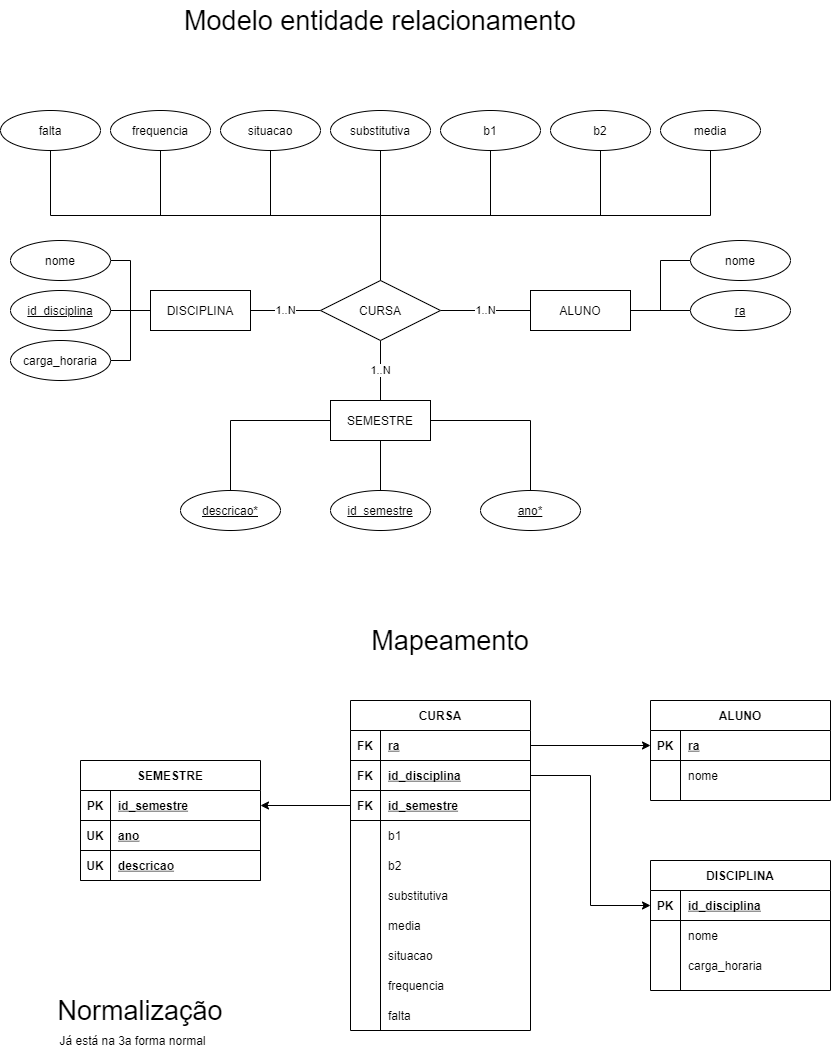 Modelo entidade relacionamento
falta
frequencia
situacao
substitutiva
b1
b2
media
nome
id_disciplina
carga_horaria
DISCIPLINA
1..N
CURSA
1..N
ALUNO
nome
ra
1..N
SEMESTRE
descricao*
id_semestre
ano*
Mapeamento
SEMESTRE
PK id_semestre
UK ano
UK descricao
CURSA
FK ra
FK id_disciplina
FK id_semestre
b1
b2
substitutiva
media
situacao
frequencia
falta
ALUNO
PK ra
nome
DISCIPLINA
PK id_disciplina
nome
carga_horaria
Normalização
Já está na 3a forma normal